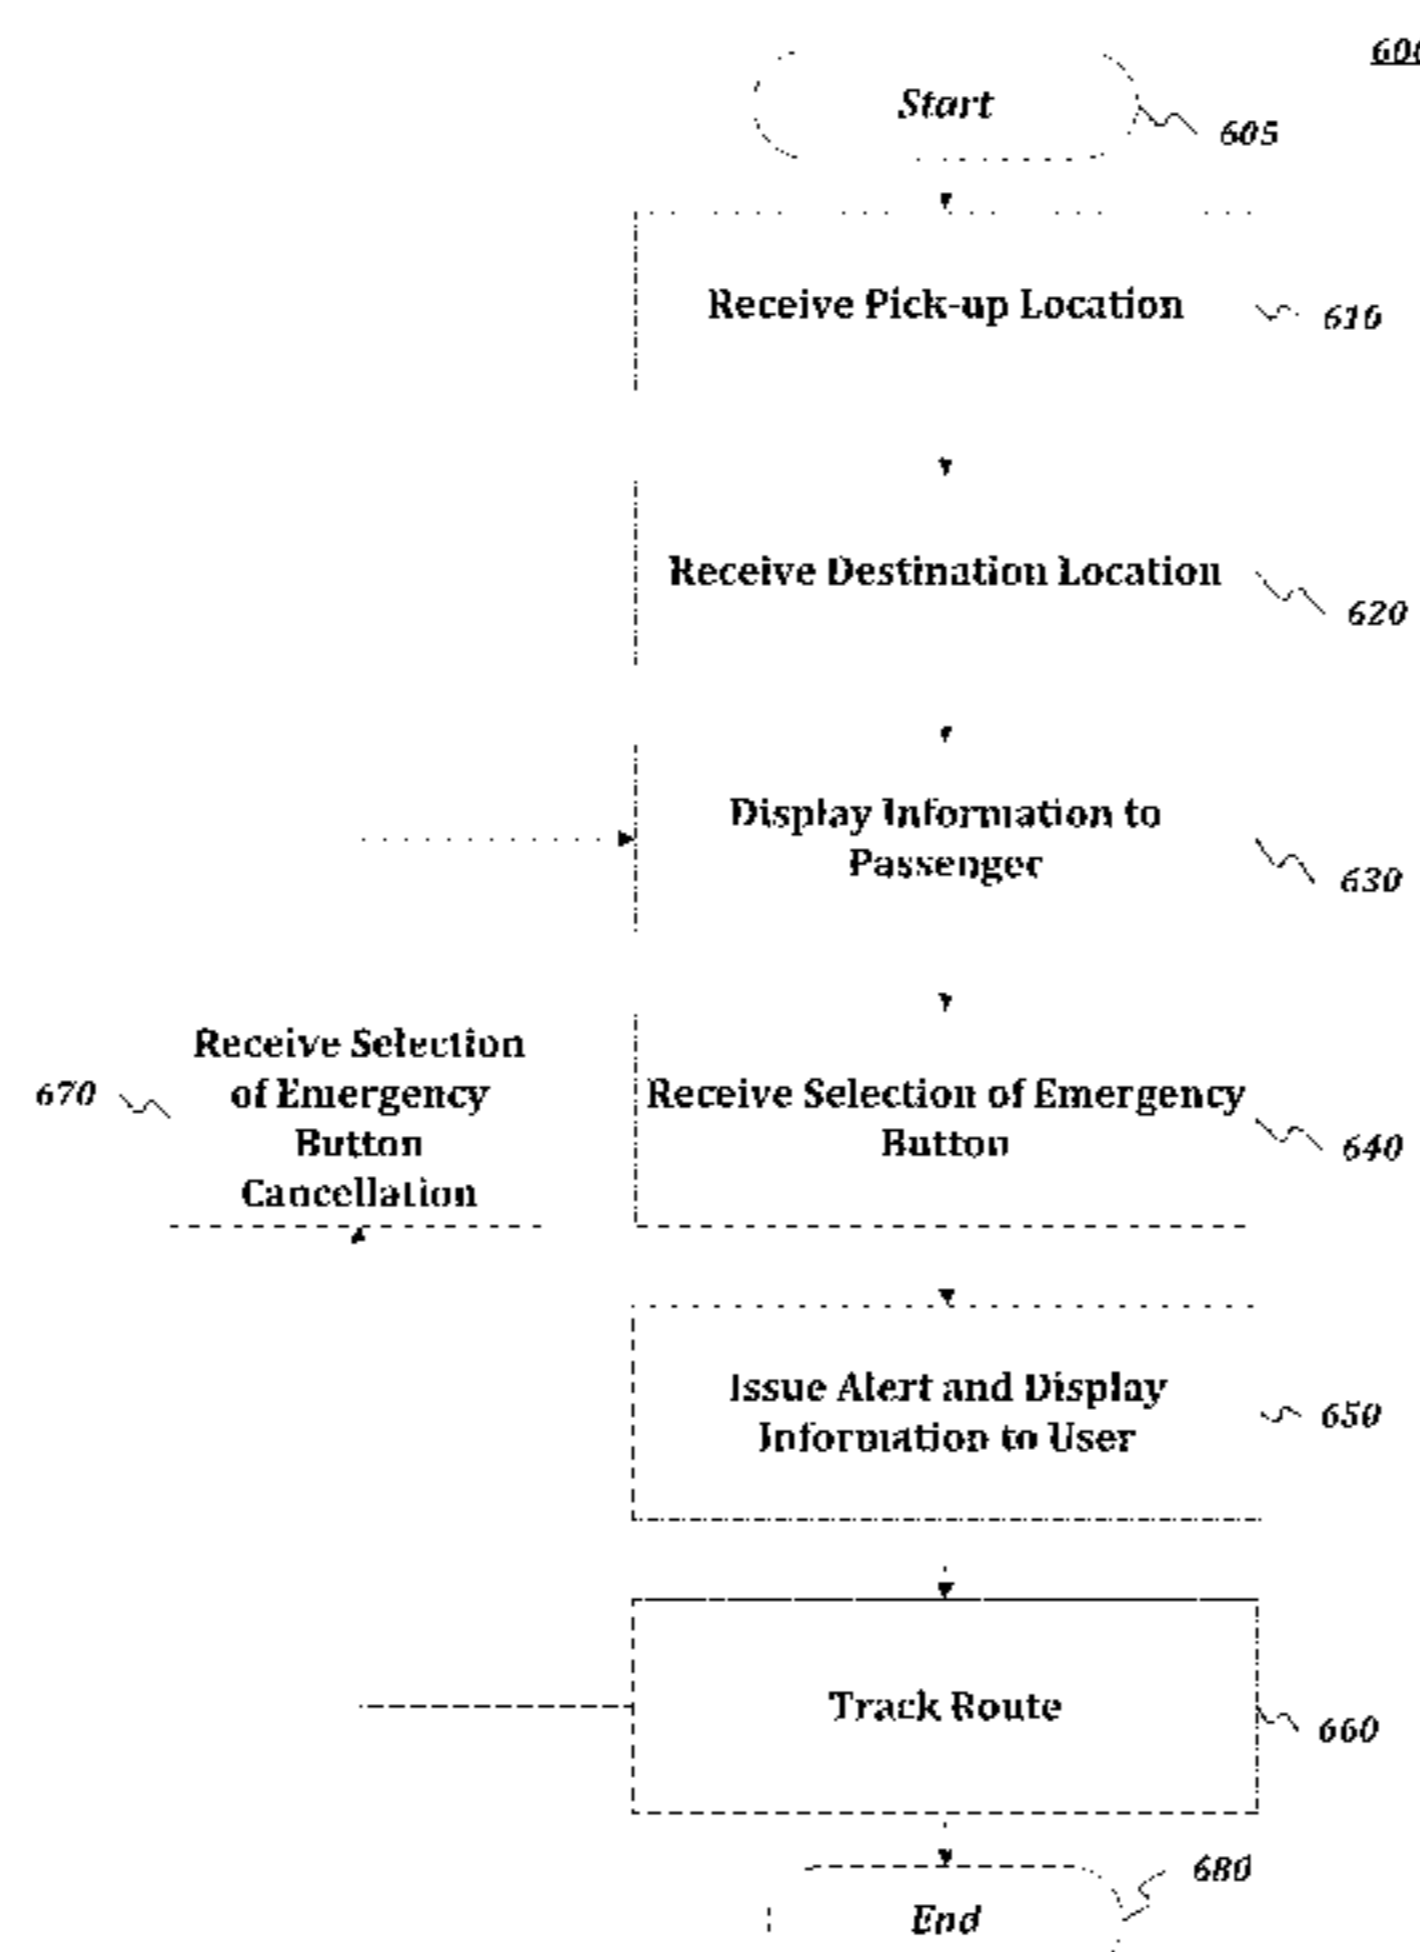 Start
605
Receive Pick-up Location
610
Receive Destination Location
620
Display Information to
Passenger
630
Receive Selection
of Emergency
Button
Cancellation
670
Receive Selection of Emergency
Button
640
Issue Alert and Display
Information to User
650
Track Route
660
End
680